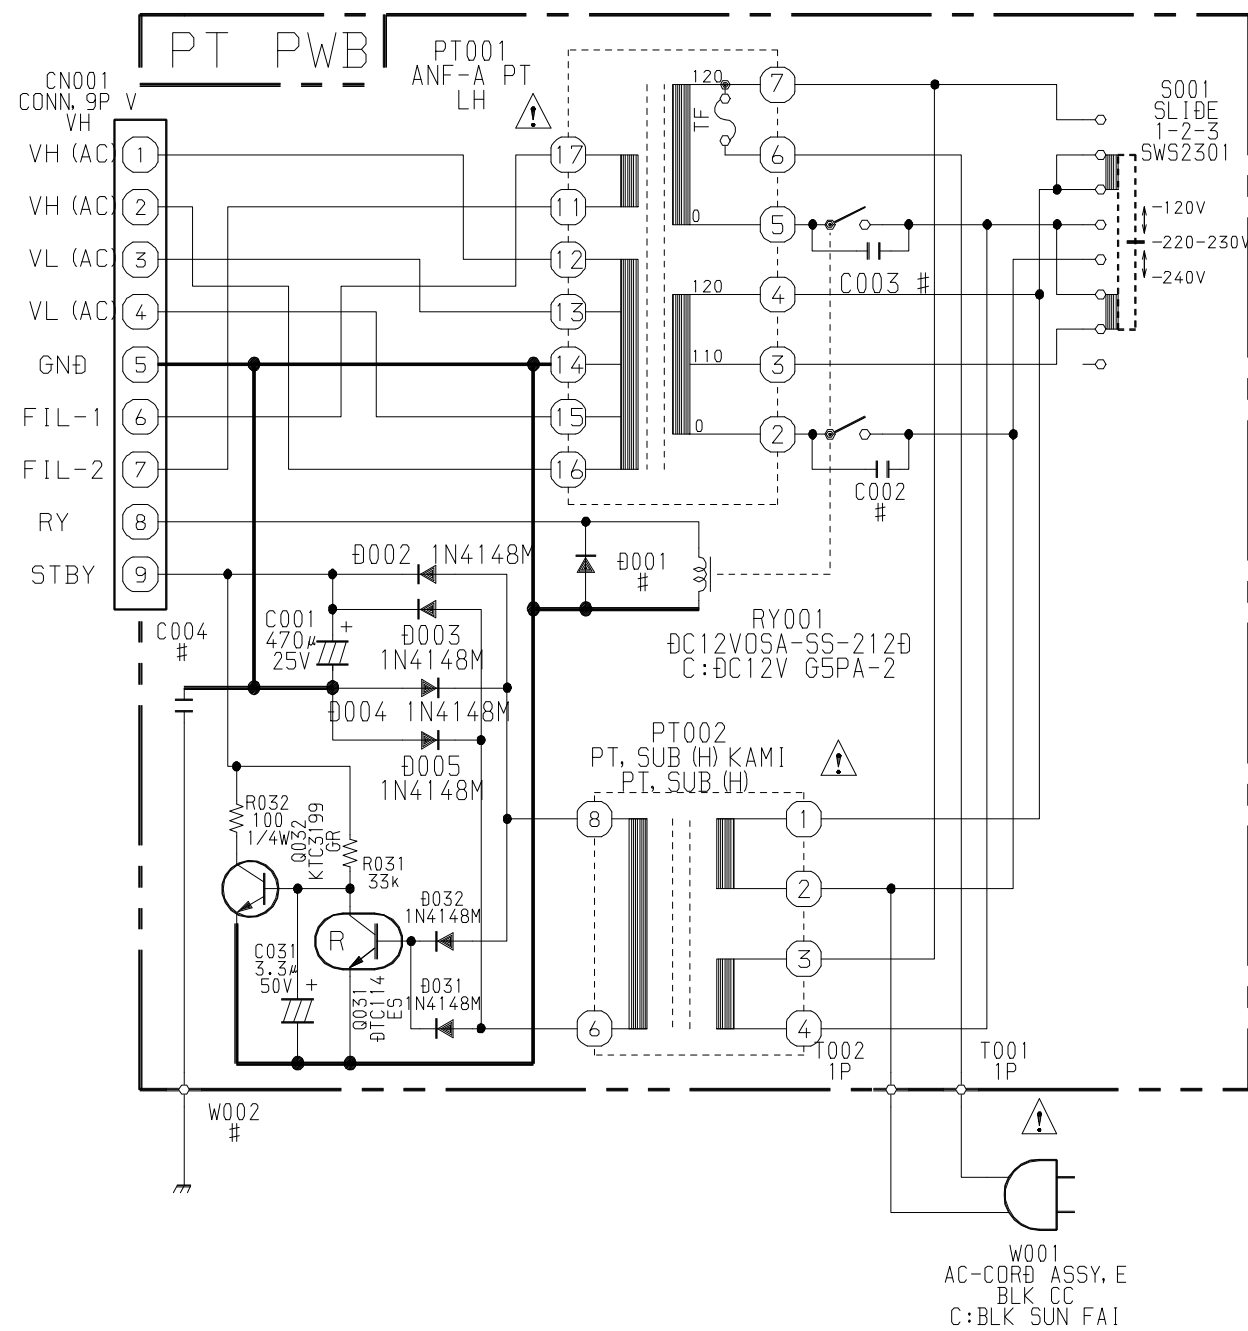 PT PWB
CN001
CONN, 9P V
VH
VH (AC) 1
VH (AC) 2
VL (AC) 3
VL (AC) 4
GND 5
FIL-1 6
FIL-2 7
RY 8
STBY 9
PT001
ANF-A PT
LH
17
11
12
13
14
15
16
120
TF
0
120
110
0
7
6
5
4
3
2
C003 #
C002
#
S001
SLIDE
1-2-3
SWS2301
-120V
-220-230V
-240V
D002 1N4148M
D001
#
C004
#
C001
470μ
25V
+
D003
1N4148M
D004 1N4148M
D005
1N4148M
RY001
DC12VOSA-SS-212D
C:DC12V G5PA-2
PT002
PT, SUB (H) KAMI
PT, SUB (H)
8
6
1
2
3
4
R032
100
1/4W
Q032
KTC3199
GR
R031
33k
D032
1N4148M
R
C031
3.3μ
50V
+
Q031
DTC114
ES
D031
1N4148M
T002
1P
T001
1P
W002
#
W001
AC-CORD ASSY, E
BLK CC
C:BLK SUN FAI